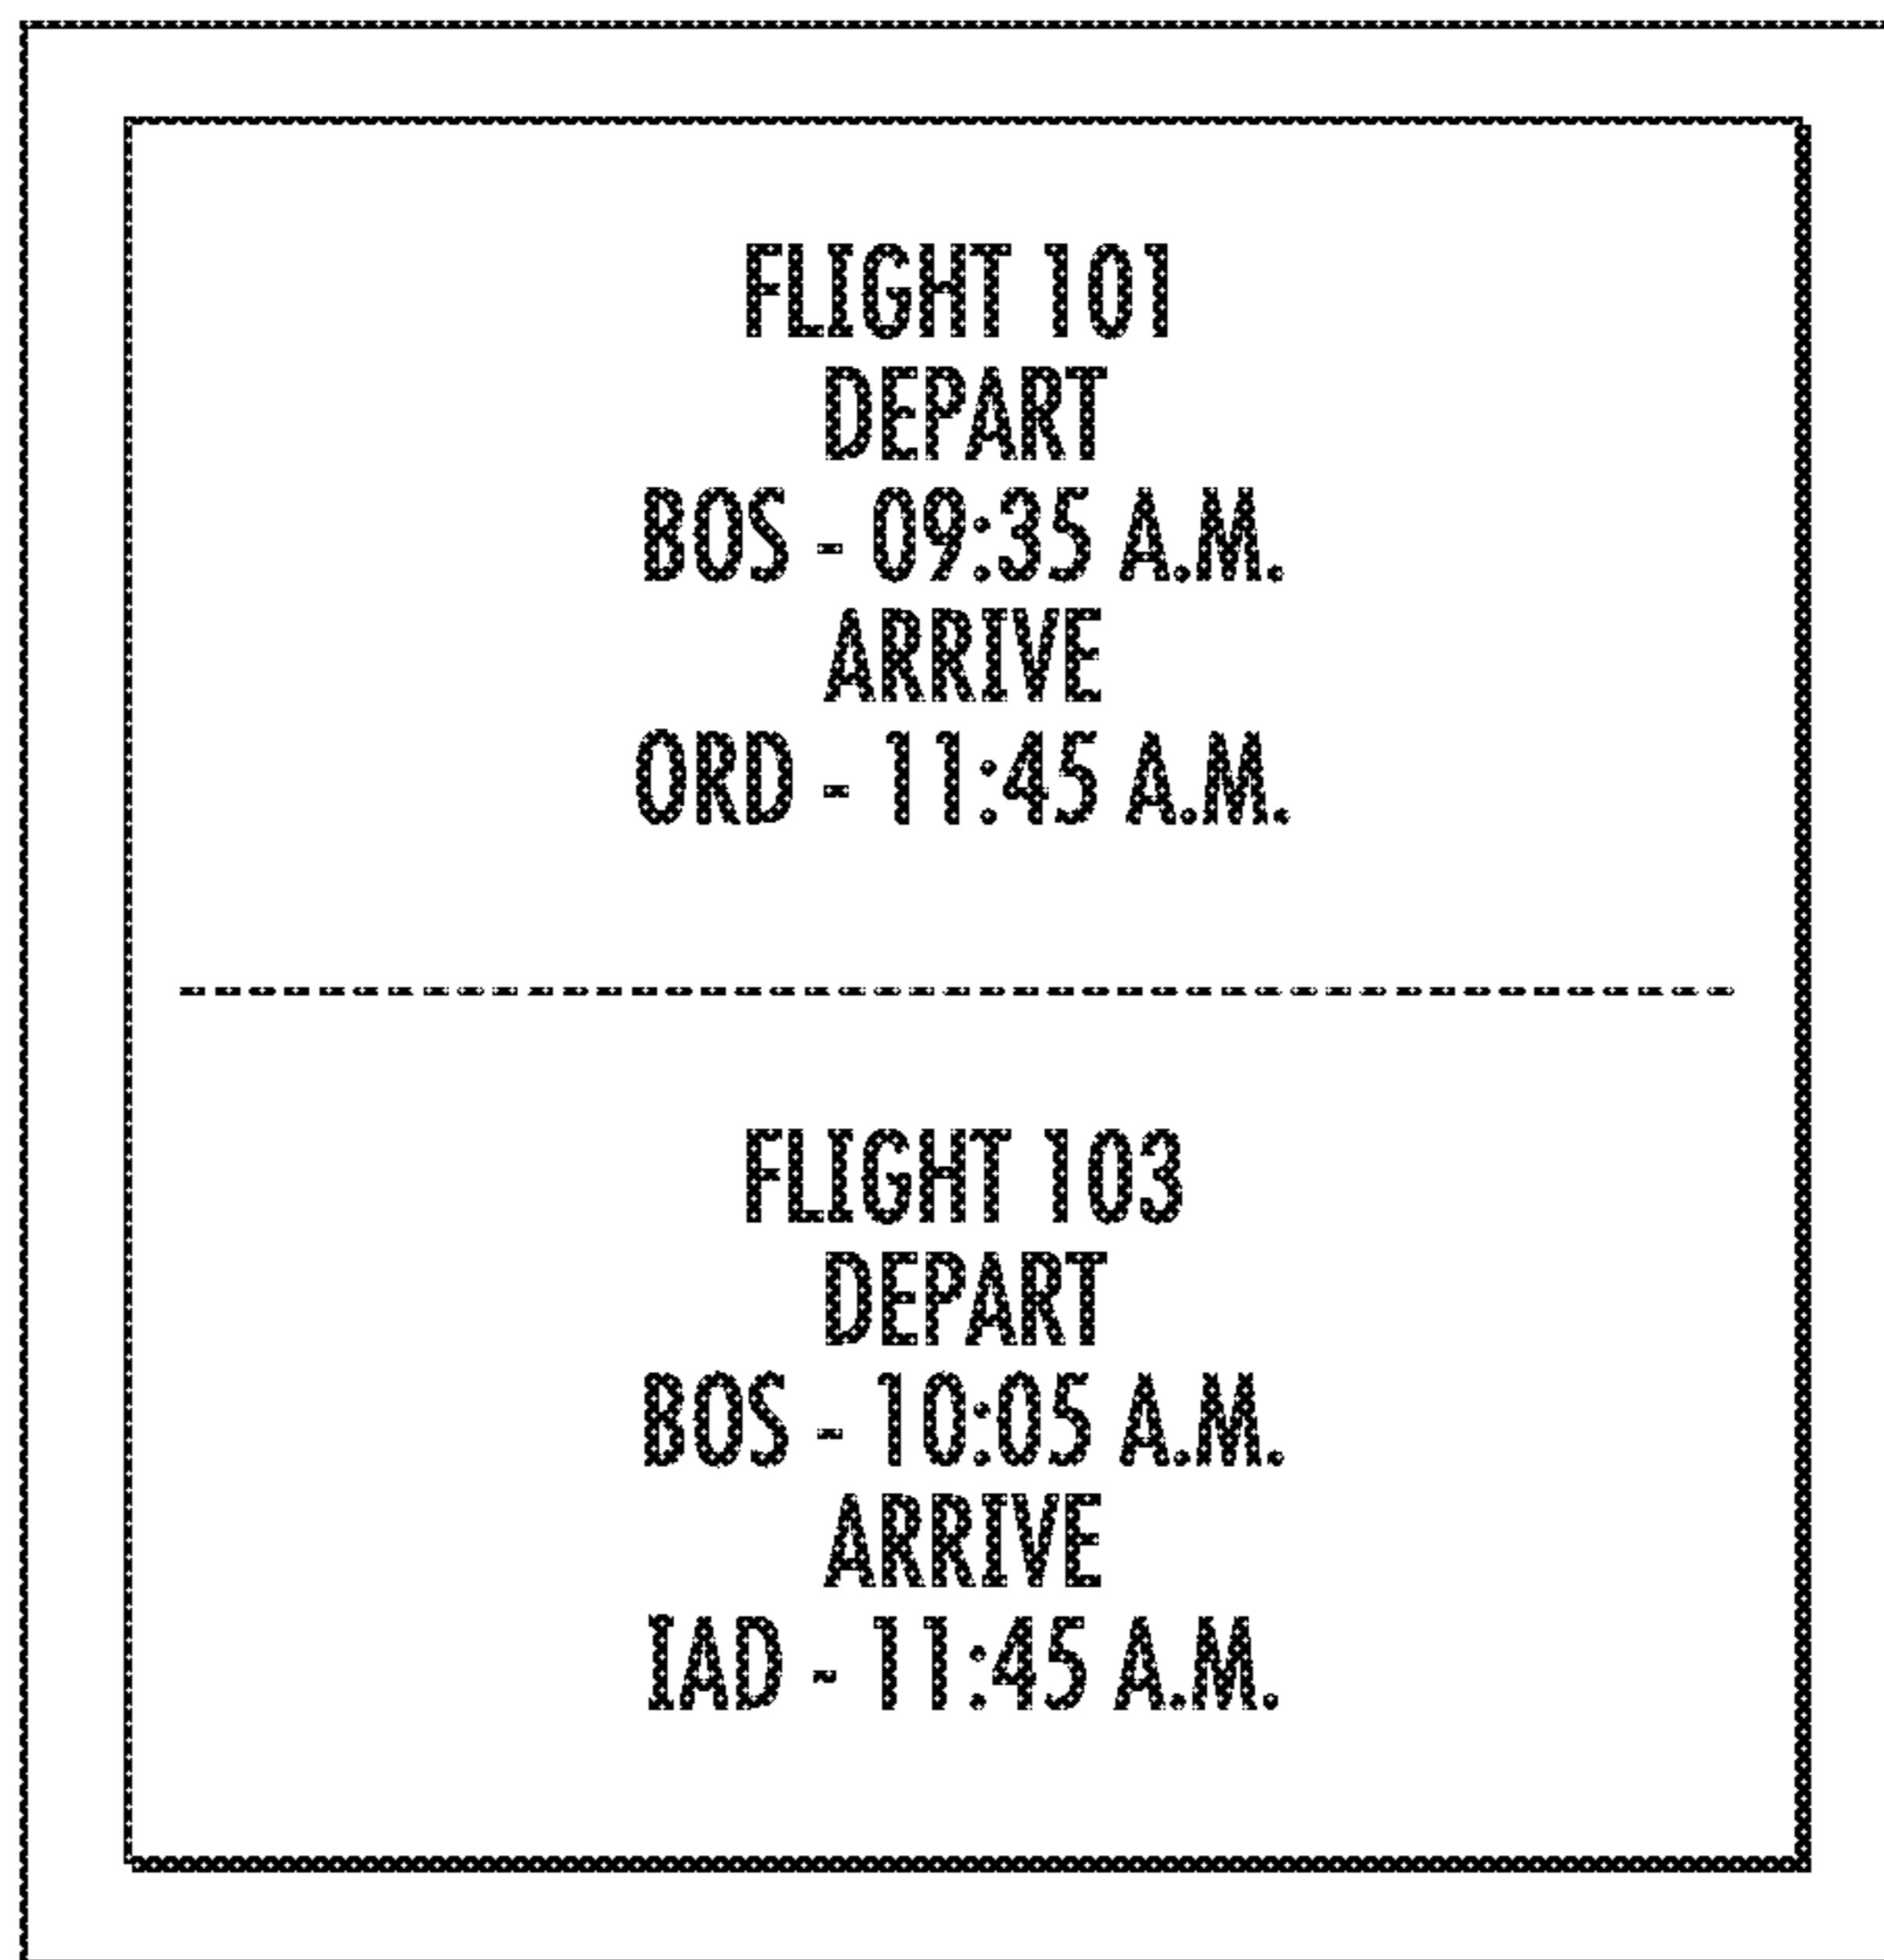 FLIGHT 101
DEPART
BOS - 09:35 A.M.
ARRIVE
ORD - 11:45 A.M.
FLIGHT 103
DEPART
BOS - 10:05 A.M.
ARRIVE
IAD - 11:45 A.M.